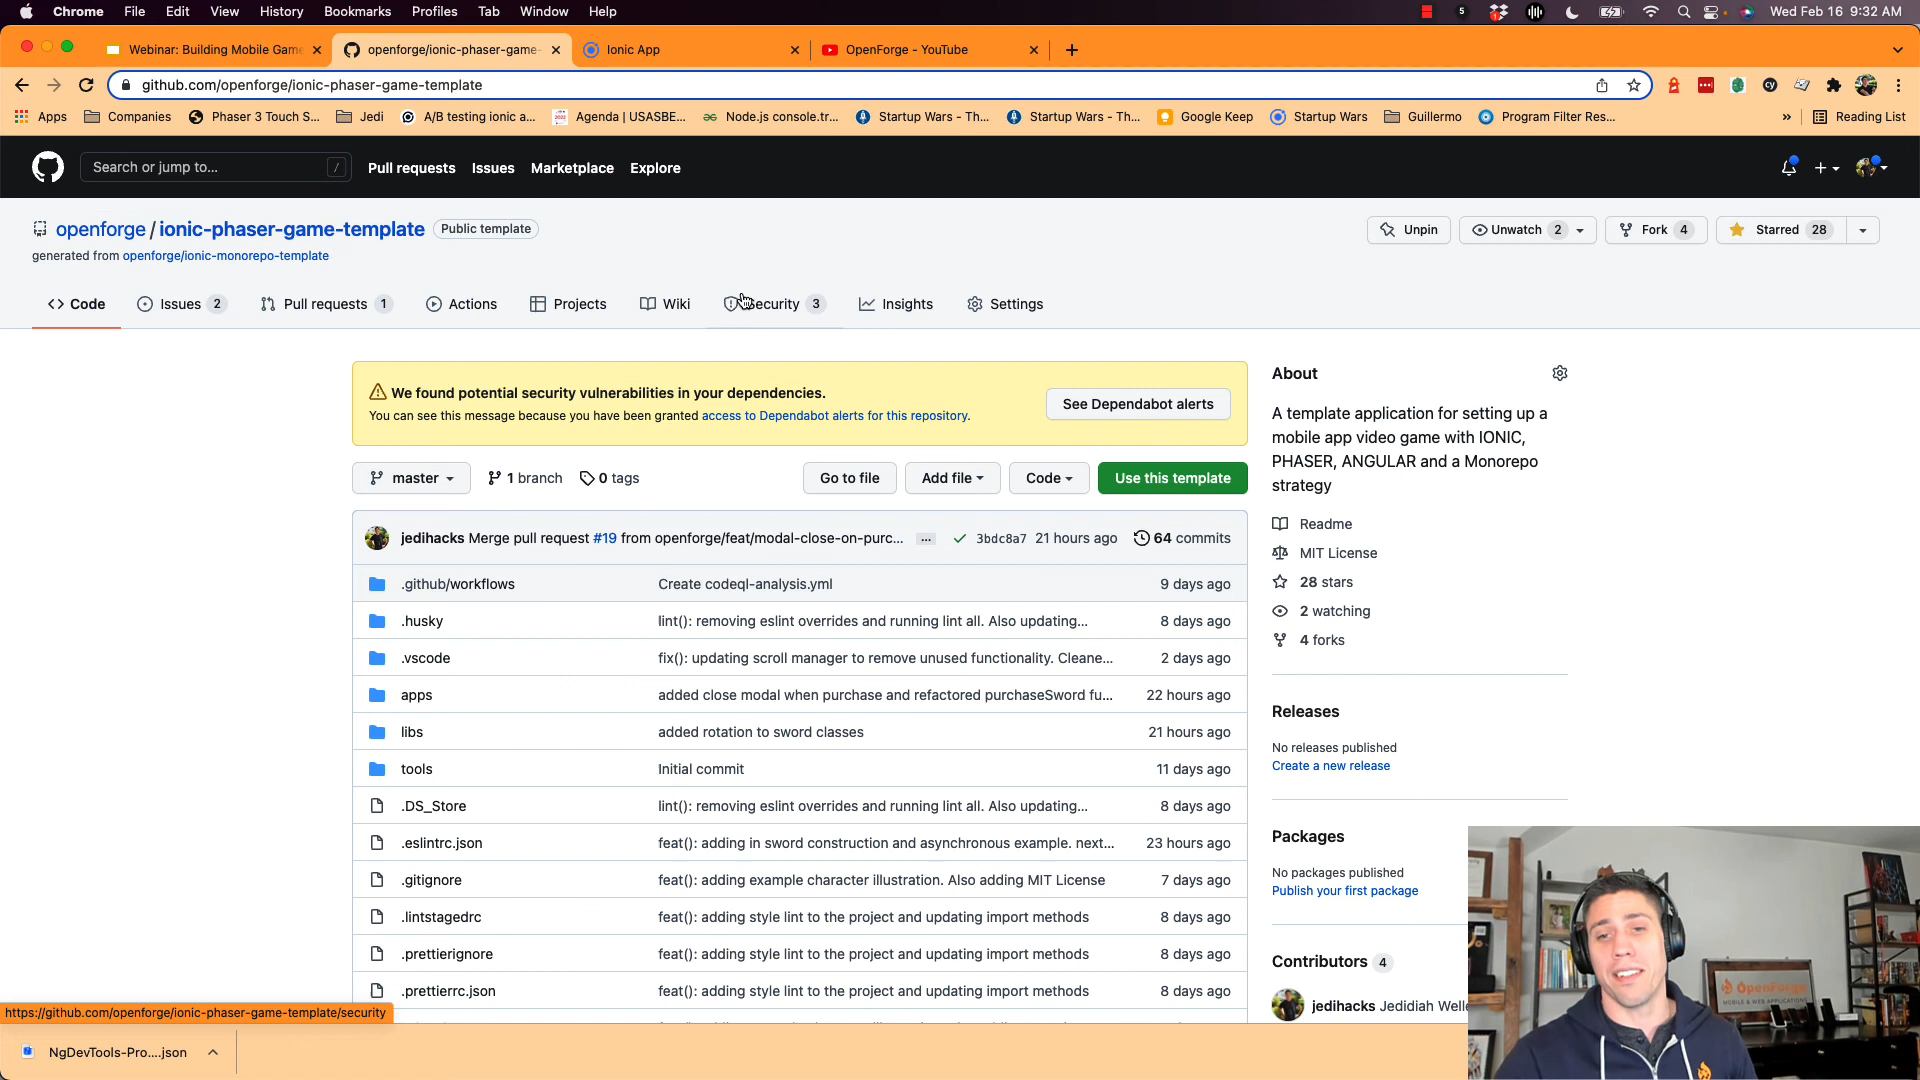 Chrome File Edit View History Bookmarks Profiles Tab Window Help 5 Wed Feb 16 9:32 AM
Webinar: Building Mobile Game openforge/ionic-phaser-game- Ionic App OpenForge - YouTube
github.com/openforge/ionic-phaser-game-template
Apps Companies Phaser 3 Touch S... Jedi A/B testing ionic a... Agenda | USASBE... Node.js console.tr... Startup Wars - Th... Startup Wars - Th... Google Keep Startup Wars Guillermo Program Filter Res... » Reading List
Search or jump to... / Pull requests Issues Marketplace Explore
openforge / ionic-phaser-game-template Public template Unpin Unwatch 2 Fork 4 Starred 28
generated from openforge/ionic-monorepo-template
Code Issues 2 Pull requests 1 Actions Projects Wiki Security 3 Insights Settings
We found potential security vulnerabilities in your dependencies.
You can see this message because you have been granted access to Dependabot alerts for this repository.
See Dependabot alerts
master 1 branch 0 tags Go to file Add file Code Use this template
jedihacks Merge pull request #19 from openforge/feat/modal-close-on-purc... ... 3bdc8a7 21 hours ago 64 commits
.github/workflows Create codeql-analysis.yml 9 days ago
.husky lint(): removing eslint overrides and running lint all. Also updating... 8 days ago
.vscode fix(): updating scroll manager to remove unused functionality. Cleane... 2 days ago
apps added close modal when purchase and refactored purchaseSword fu... 22 hours ago
libs added rotation to sword classes 21 hours ago
tools Initial commit 11 days ago
.DS_Store lint(): removing eslint overrides and running lint all. Also updating... 8 days ago
.eslintrc.json feat(): adding in sword construction and asynchronous example. next... 23 hours ago
.gitignore feat(): adding example character illustration. Also adding MIT License 7 days ago
.lintstagedrc feat(): adding style lint to the project and updating import methods 8 days ago
.prettierignore feat(): adding style lint to the project and updating import methods 8 days ago
.prettierrc.json feat(): adding style lint to the project and updating import methods 8 days ago
About
A template application for setting up a
mobile app video game with IONIC,
PHASER, ANGULAR and a Monorepo
strategy
Readme
MIT License
28 stars
2 watching
4 forks
Releases
No releases published
Create a new release
Packages
No packages published
Publish your first package
Contributors 4
jedihacks Jedidiah Welle
OpenForge
MOBILE & WEB APPLICATIONS
https://github.com/openforge/ionic-phaser-game-template/security
NgDevTools-Pro....json